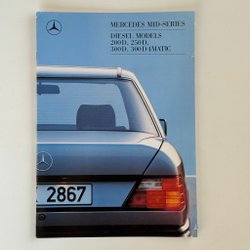 MERCEDES MID-SERIES
DIESEL MODELS
200 D, 250 D,
300 D, 300 D 4MATIC
2867